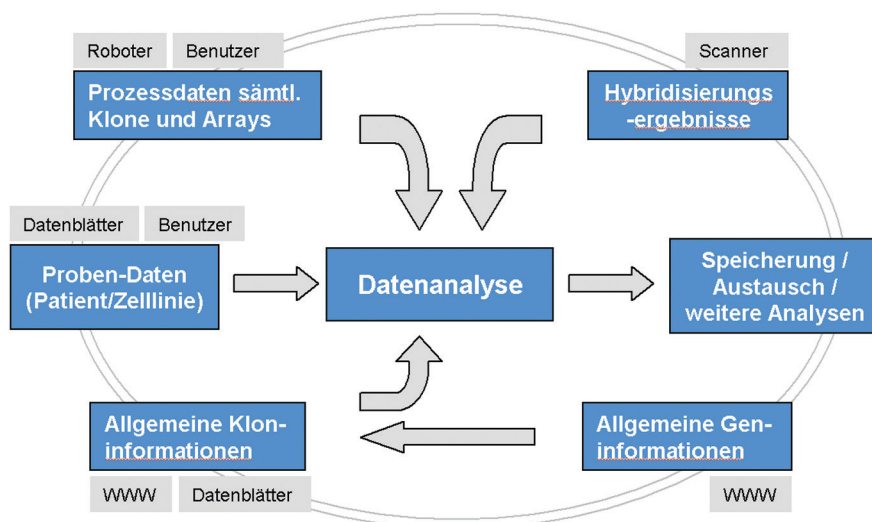 Roboter
Benutzer
Prozessdaten sämtl.
Klone und Arrays
Scanner
Hybridisierungs
-ergebnisse
Datenblätter
Benutzer
Proben-Daten
(Patient/Zelllinie)
Datenanalyse
Speicherung /
Austausch /
weitere Analysen
Allgemeine Klon-
informationen
WWW
Datenblätter
Allgemeine Gen-
informationen
WWW